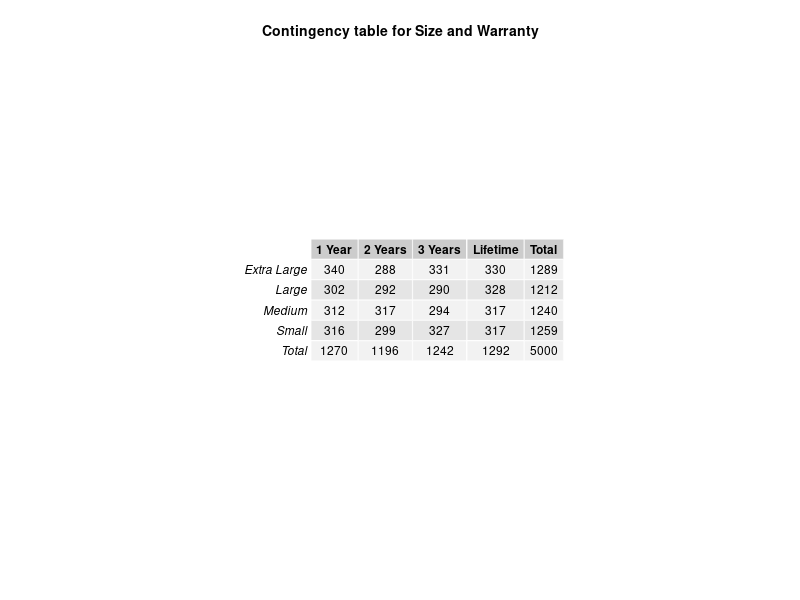 Contingency table for Size and Warranty
1 Year 2 Years 3 Years Lifetime Total
Extra Large 340 288 331 330 1289
Large 302 292 290 328 1212
Medium 312 317 294 317 1240
Small 316 299 327 317 1259
Total 1270 1196 1242 1292 5000